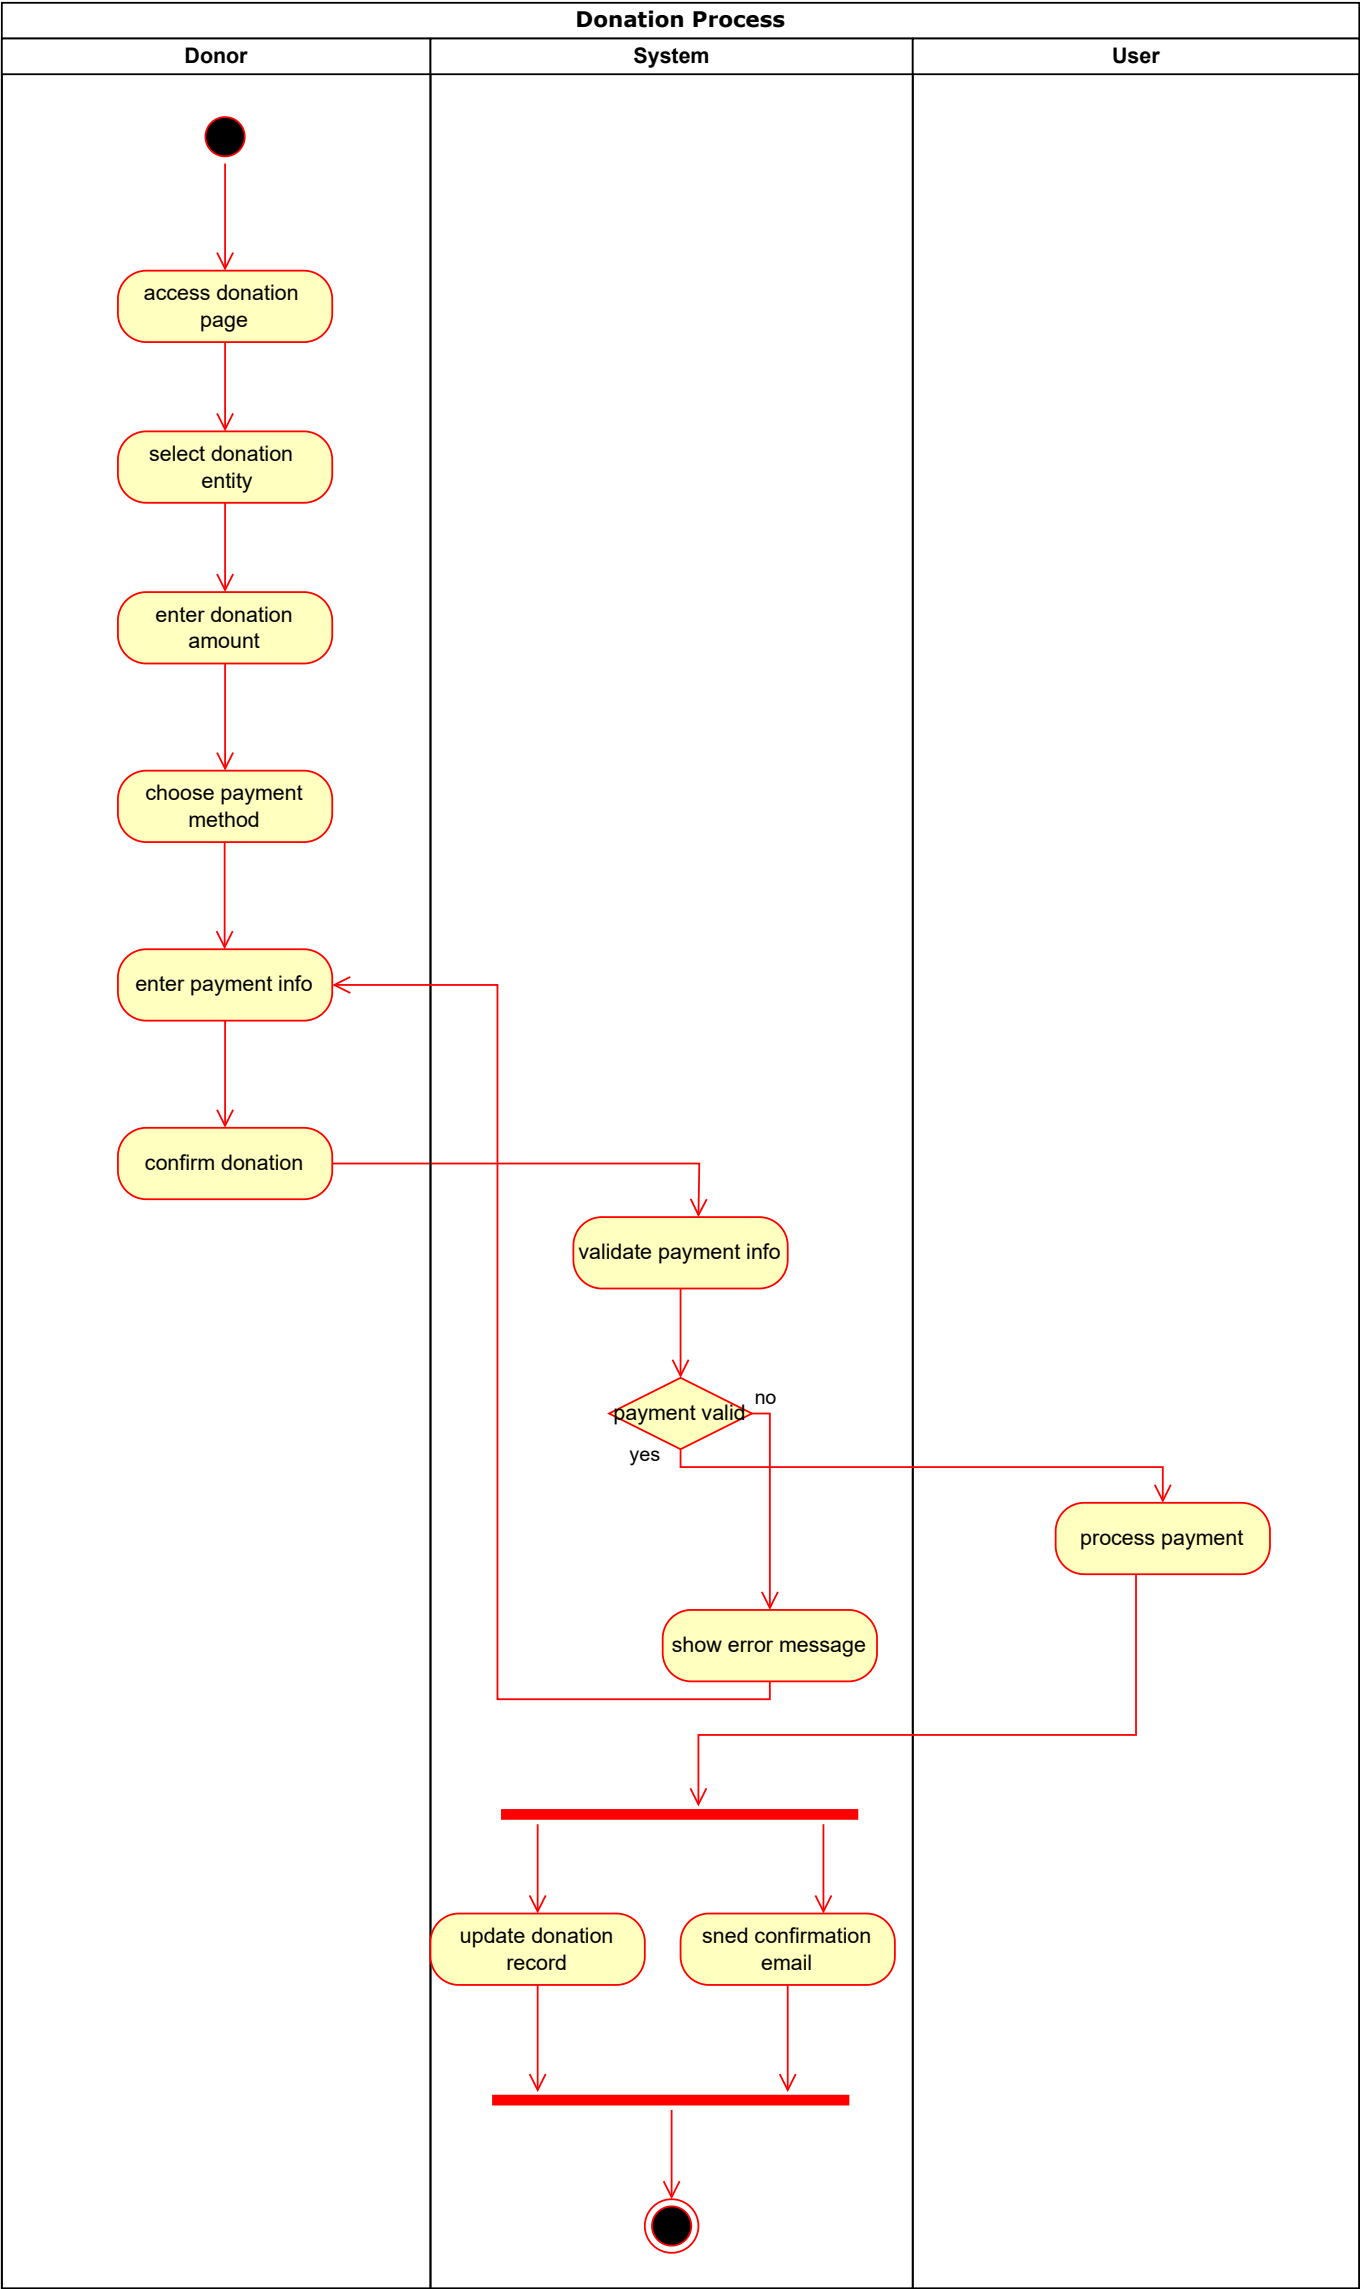 Donation Process
Donor
System
User
access donation
page
select donation
entity
enter donation
amount
choose payment
method
enter payment info
confirm donation
validate payment info
payment valid
no
yes
process payment
show error message
update donation
record
sned confirmation
email